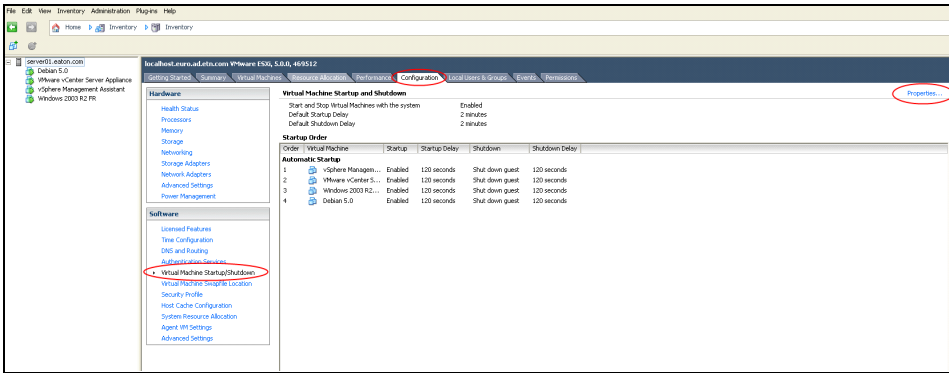 File Edit View Inventory Administration Plug-ins Help
Home Inventory Inventory
server01.eaton.com
Debian 5.0
VMware vCenter Server Appliance
vSphere Management Assistant
Windows 2003 R2 FR
localhost.euro.ad.etn.com VMware ESXi, 5.0.0, 469512
Getting Started Summary Virtual Machines Resource Allocation Performance Configuration Local Users & Groups Events Permissions
Hardware
Health Status
Processors
Memory
Storage
Networking
Storage Adapters
Network Adapters
Advanced Settings
Power Management
Software
Licensed Features
Time Configuration
DNS and Routing
Authentication Services
Virtual Machine Startup/Shutdown
Virtual Machine Swapfile Location
Security Profile
Host Cache Configuration
System Resource Allocation
Agent VM Settings
Advanced Settings
Virtual Machine Startup and Shutdown Properties...
Start and Stop Virtual Machines with the system Enabled
Default Startup Delay 2 minutes
Default Shutdown Delay 2 minutes
Startup Order
Order Virtual Machine Startup Startup Delay Shutdown Shutdown Delay
Automatic Startup
1 vSphere Managem... Enabled 120 seconds Shut down guest 120 seconds
2 VMware vCenter S... Enabled 120 seconds Shut down guest 120 seconds
3 Windows 2003 R2... Enabled 120 seconds Shut down guest 120 seconds
4 Debian 5.0 Enabled 120 seconds Shut down guest 120 seconds